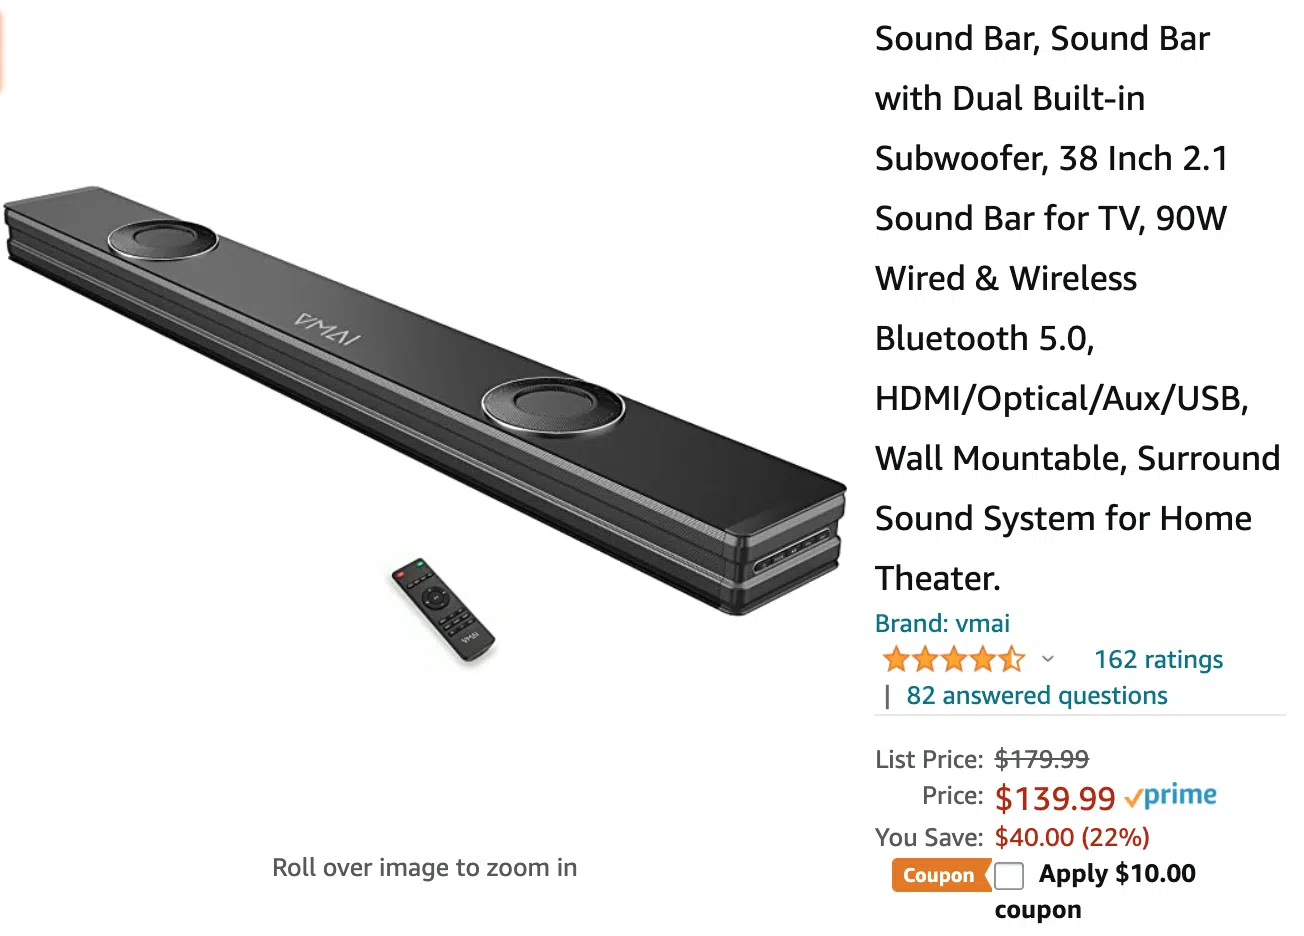 VMAI
VMAI
Roll over image to zoom in
Sound Bar, Sound Bar
with Dual Built-in
Subwoofer, 38 Inch 2.1
Sound Bar for TV, 90W
Wired & Wireless
Bluetooth 5.0,
HDMI/Optical/Aux/USB,
Wall Mountable, Surround
Sound System for Home
Theater.
Brand: vmai
162 ratings
| 82 answered questions
List Price: $179.99
Price: $139.99 prime
You Save: $40.00 (22%)
Coupon Apply $10.00
coupon